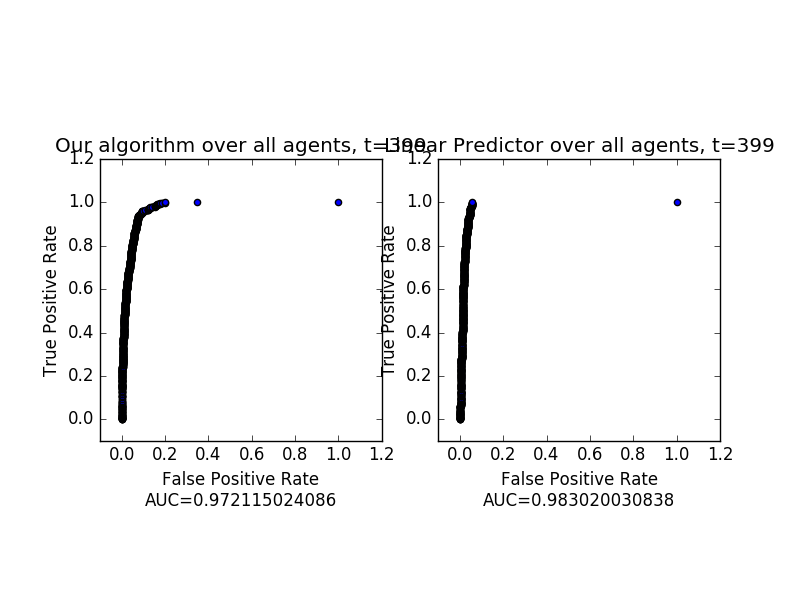 Our algorithm over all agents, t=399
Linear Predictor over all agents, t=399
1.2
1.0
0.8
0.6
0.4
0.2
0.0
True Positive Rate
0.0 0.2 0.4 0.6 0.8 1.0 1.2
False Positive Rate
AUC=0.972115024086
1.2
1.0
0.8
0.6
0.4
0.2
0.0
True Positive Rate
0.0 0.2 0.4 0.6 0.8 1.0 1.2
False Positive Rate
AUC=0.983020030838